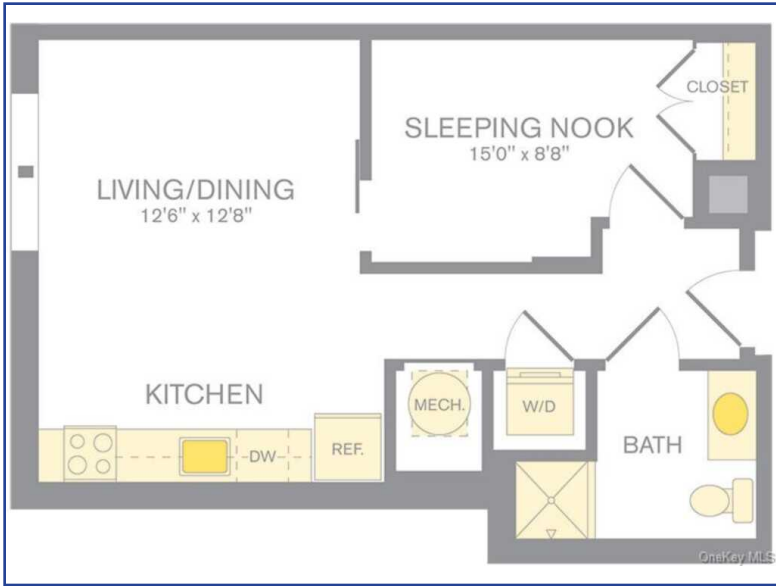 CLOSET
SLEEPING NOOK
15'0" x 8'8"
LIVING/DINING
12'6" x 12'8"
KITCHEN
MECH.
W/D
DW
REF.
BATH
OneKey MLS